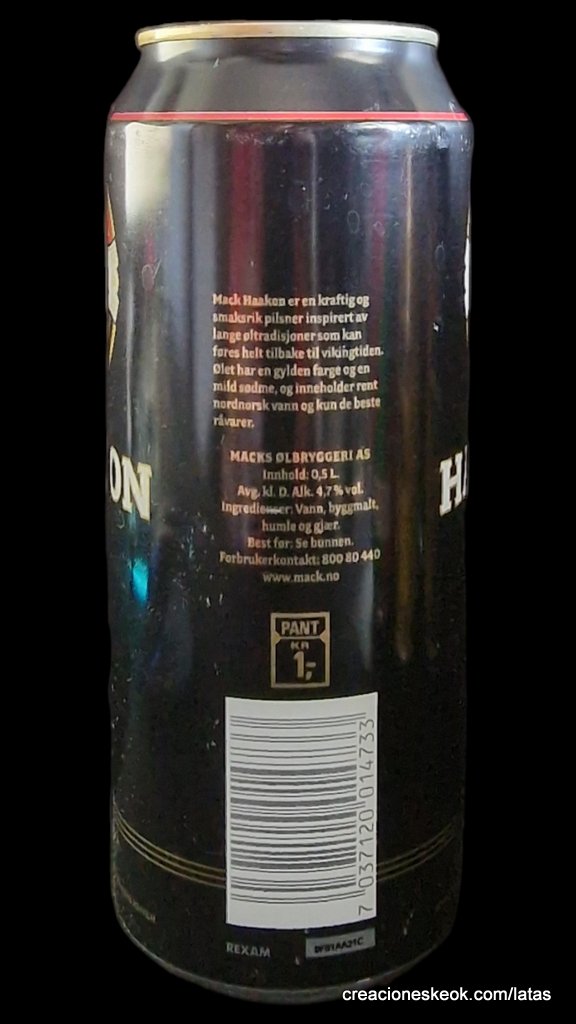 Mack Haakon er en kraftig og
smaksrik pilsner inspirert av
lange øltradisjoner som kan
føres helt tilbake til vikingtiden.
Ølet har en gylden farge og en
mild sødme, og inneholder rent
nordnorsk vann og kun de beste
råvarer.
ON
HA
MACKS ØLBRYGGERI AS
Innhold: 0,5 L.
Avg. kl. D. Alk. 4,7% vol.
Ingredienser: Vann, byggmalt,
humle og gjær.
Best før: Se bunnen.
Forbrukerkontakt: 800 80 440
www.mack.no
PANT
KR
1,-
7 037120 014733
REXAM
creacioneskeok.com/latas